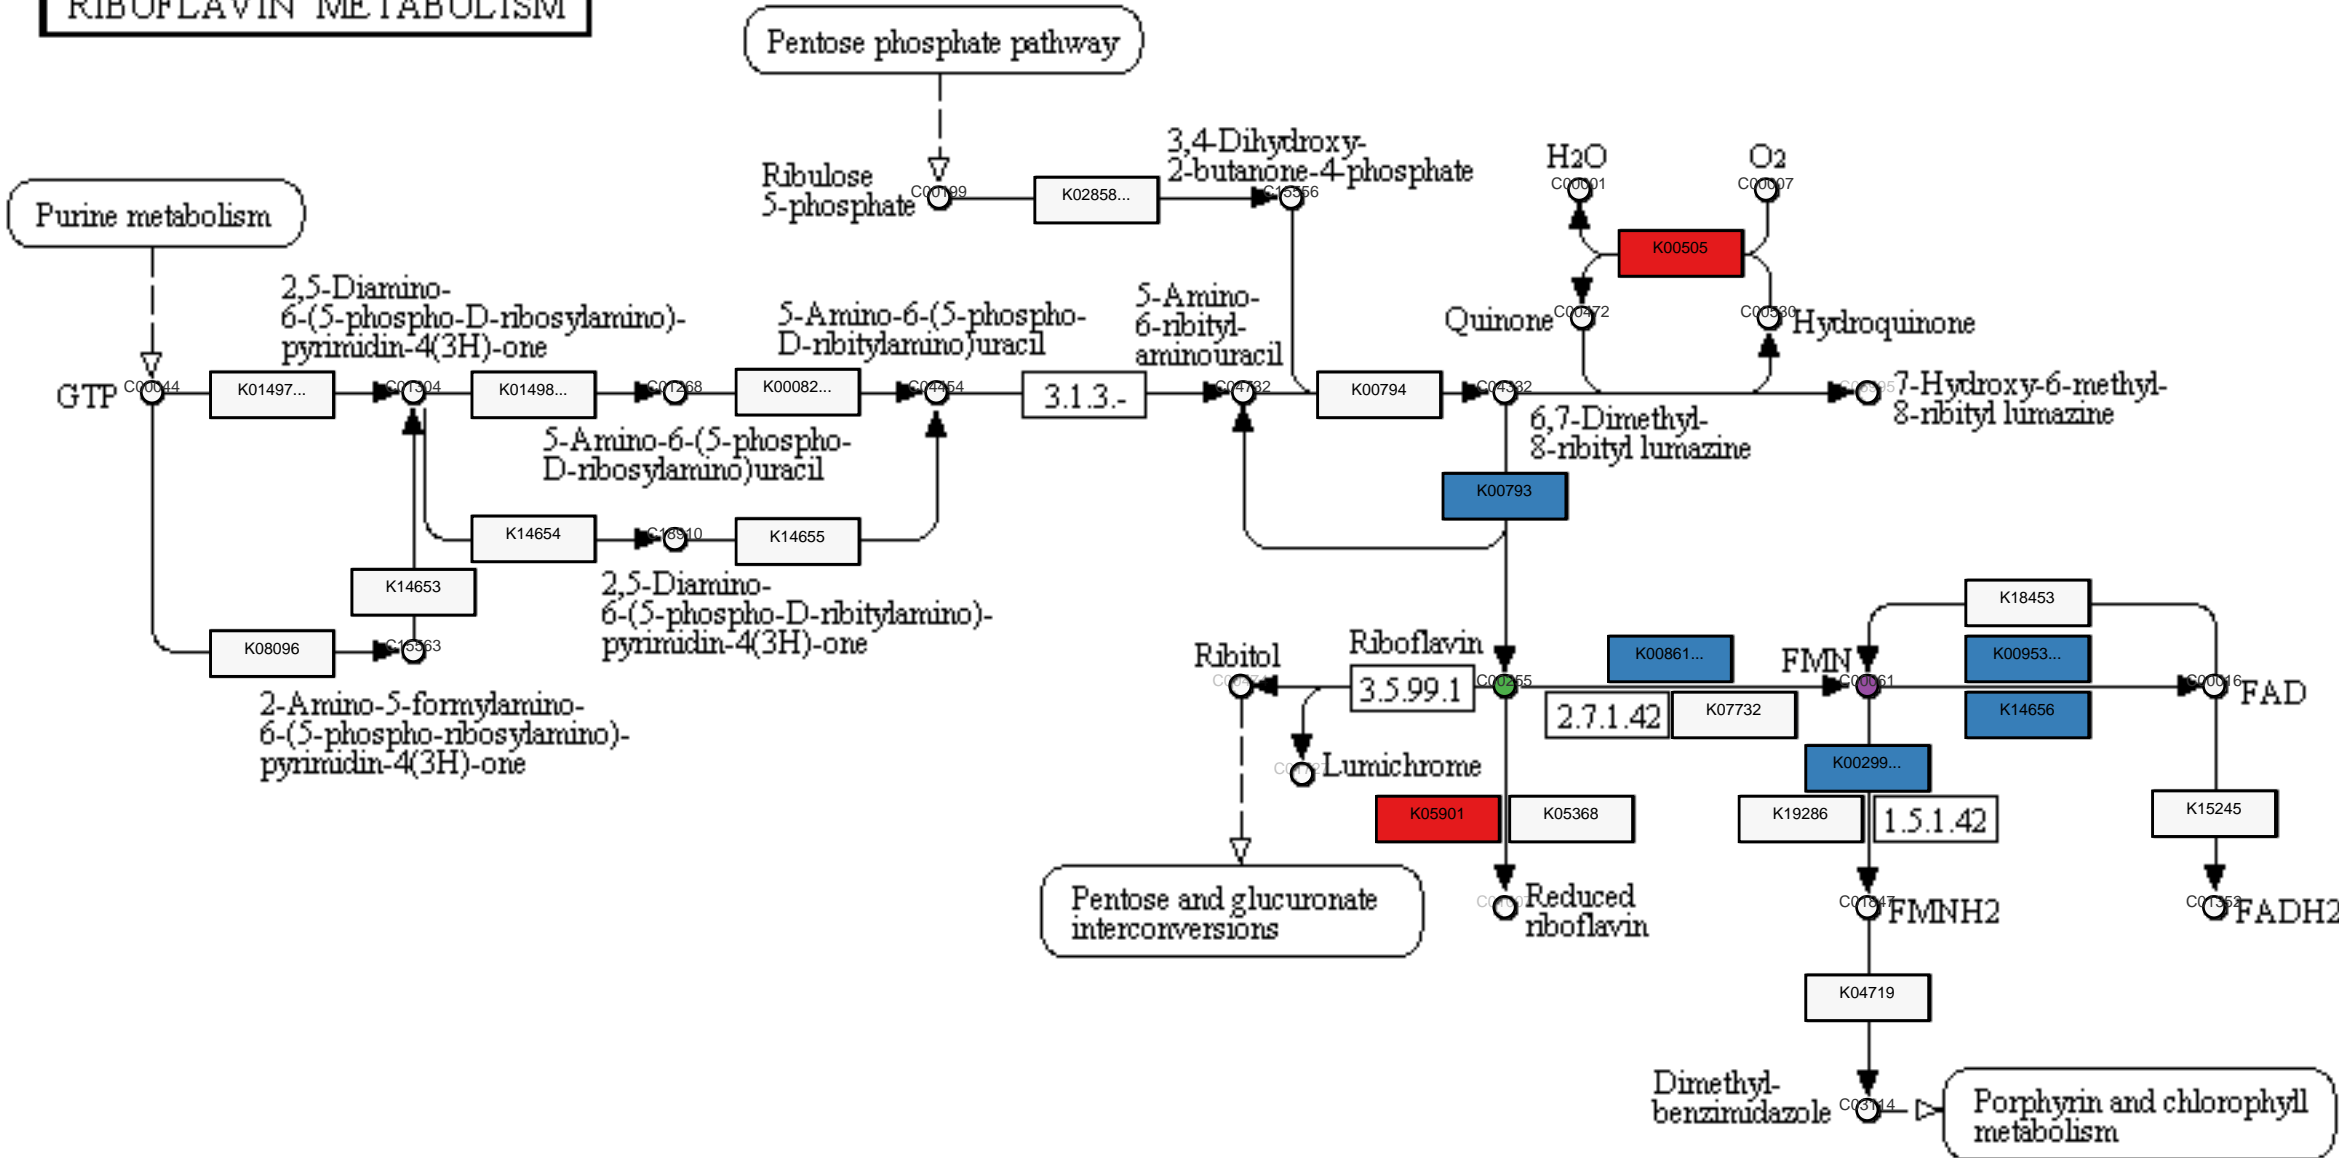 RIBOFLAVIN METABOLISM
Pentose phosphate pathway
Purine metabolism
Ribulose
5-phosphate
C00199
K02858...
3,4-Dihydroxy-
2-butanone-4-phosphate
C15556
H2O
C00001
O2
C00007
K00505
Quinone
C00472
C00530
Hydroquinone
2,5-Diamino-
6-(5-phospho-D-ribosylamino)-
pyrimidin-4(3H)-one
5-Amino-6-(5-phospho-
D-ribitylamino)uracil
5-Amino-
6-ribityl-
aminouracil
GTP
C00044
K01497...
C01304
K01498...
C01268
K00082...
C04454
3.1.3.-
C04732
K00794
C04332
7-Hydroxy-6-methyl-
8-ribityl lumazine
5-Amino-6-(5-phospho-
D-ribosylamino)uracil
6,7-Dimethyl-
8-ribityl lumazine
K00793
K14654
C18910
K14655
K14653
2,5-Diamino-
6-(5-phospho-D-ribitylamino)-
pyrimidin-4(3H)-one
K08096
C15563
2-Amino-5-formylamino-
6-(5-phospho-ribosylamino)-
pyrimidin-4(3H)-one
K18453
Ribitol
Riboflavin
K00861...
FMN
K00953...
3.5.99.1
C00255
C00061
C00016
FAD
2.7.1.42
K07732
K14656
Lumichrome
K00299...
K05901
K05368
K19286
1.5.1.42
K15245
Pentose and glucuronate
interconversions
Reduced
riboflavin
C01847
FMNH2
C01352
FADH2
K04719
Dimethyl-
benzimidazole
C03114
Porphyrin and chlorophyll
metabolism